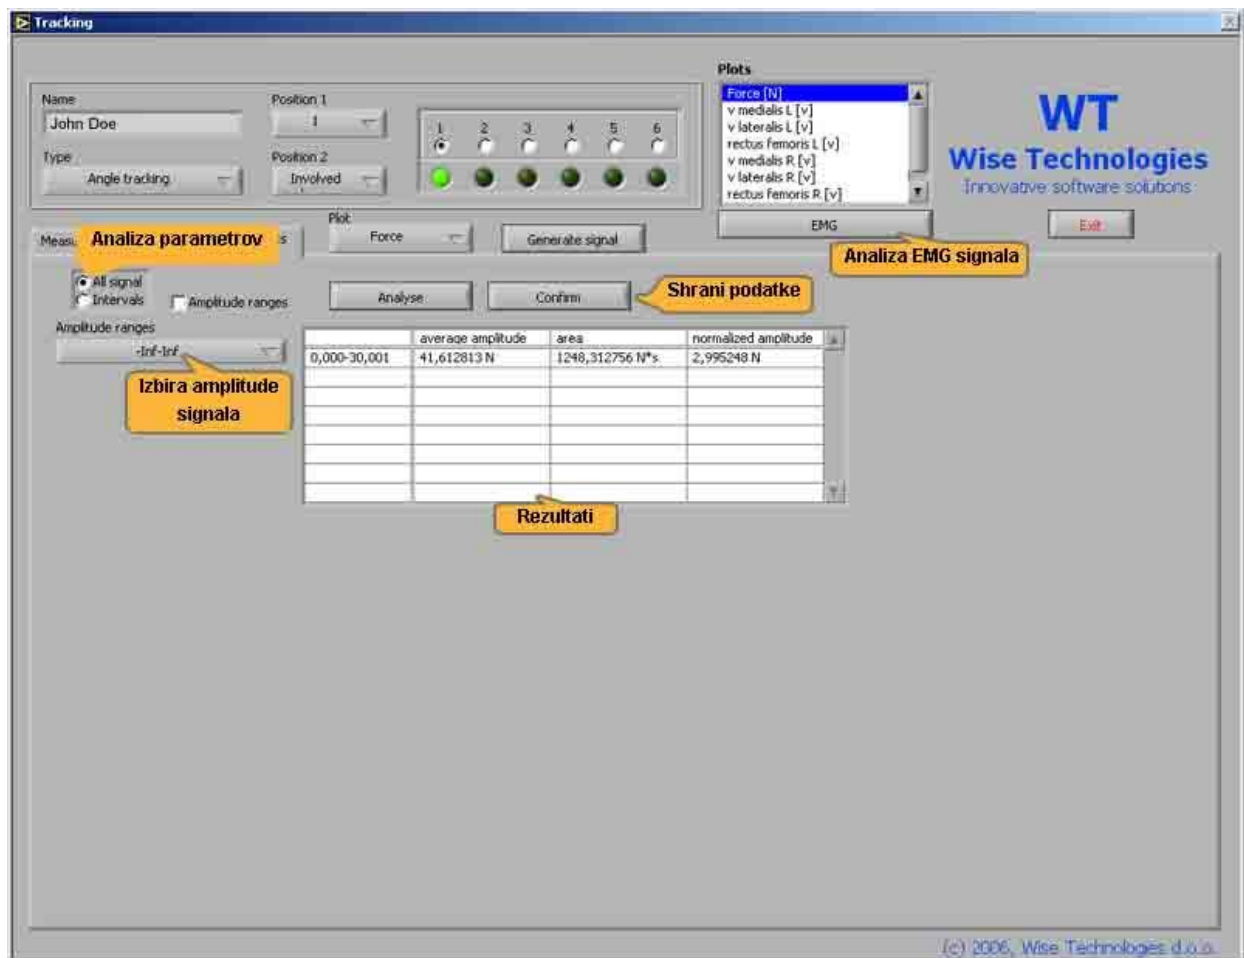 Tracking
Name
John Doe
Type
Angle tracking
Position 1
1
Position 2
Involved
1 2 3 4 5 6
Plots
Force [N]
v medialis L [v]
v lateralis L [v]
rectus femoris L [v]
v medialis R [v]
v lateralis R [v]
rectus femoris R [v]
EMG
WT
Wise Technologies
Innovative software solutions
Exit
Analiza EMG signala
Analiza parametrov
Plot
Force
Generate signal
All signal
Intervals
Amplitude ranges
Analyse
Confirm
Shrani podatke
Amplitude ranges
-Inf-Inf
Izbira amplitude
signala
average amplitude area normalized amplitude
0,000-30,001 41,612813 N 1248,312756 N*s 2,995248 N
Rezultati
(c) 2006, Wise Technologies d.o.o.